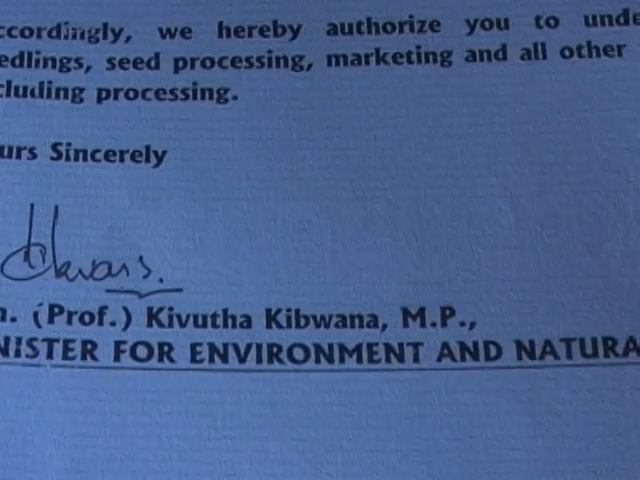 ccordingly, we hereby authorize you to unde
edlings, seed processing, marketing and all other
cluding processing.
urs Sincerely
n. (Prof.) Kivutha Kibwana, M.P.,
NISTER FOR ENVIRONMENT AND NATURA